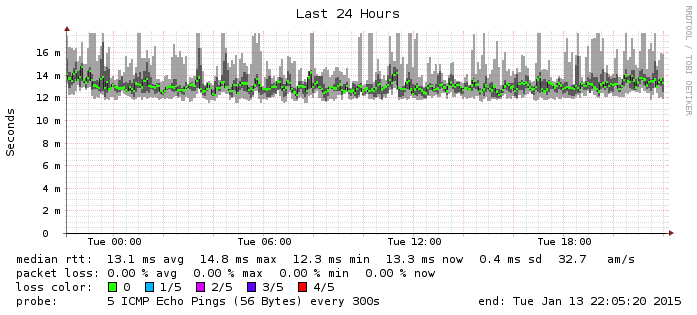 Last 24 Hours
RRDTOOL / TOBI OETIKER
Seconds
16 m
14 m
12 m
10 m
8 m
6 m
4 m
2 m
0
Tue 00:00 Tue 06:00 Tue 12:00 Tue 18:00
median rtt: 13.1 ms avg 14.8 ms max 12.3 ms min 13.3 ms now 0.4 ms sd 32.7 am/s
packet loss: 0.00 % avg 0.00 % max 0.00 % min 0.00 % now
loss color: 0 1/5 2/5 3/5 4/5
probe: 5 ICMP Echo Pings (56 Bytes) every 300s end: Tue Jan 13 22:05:20 2015